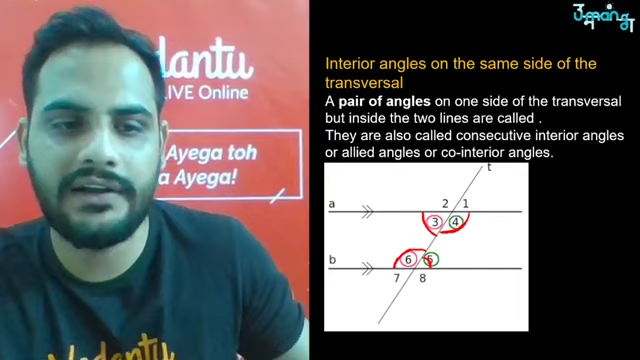 उमंग
Vedantu
LIVE Online
Ayega toh
a Ayega!
Vedantu
Interior angles on the same side of the
transversal
A pair of angles on one side of the transversal
but inside the two lines are called .
They are also called consecutive interior angles
or allied angles or co-interior angles.
t
a
2 1
3 4
b
6 5
7 8